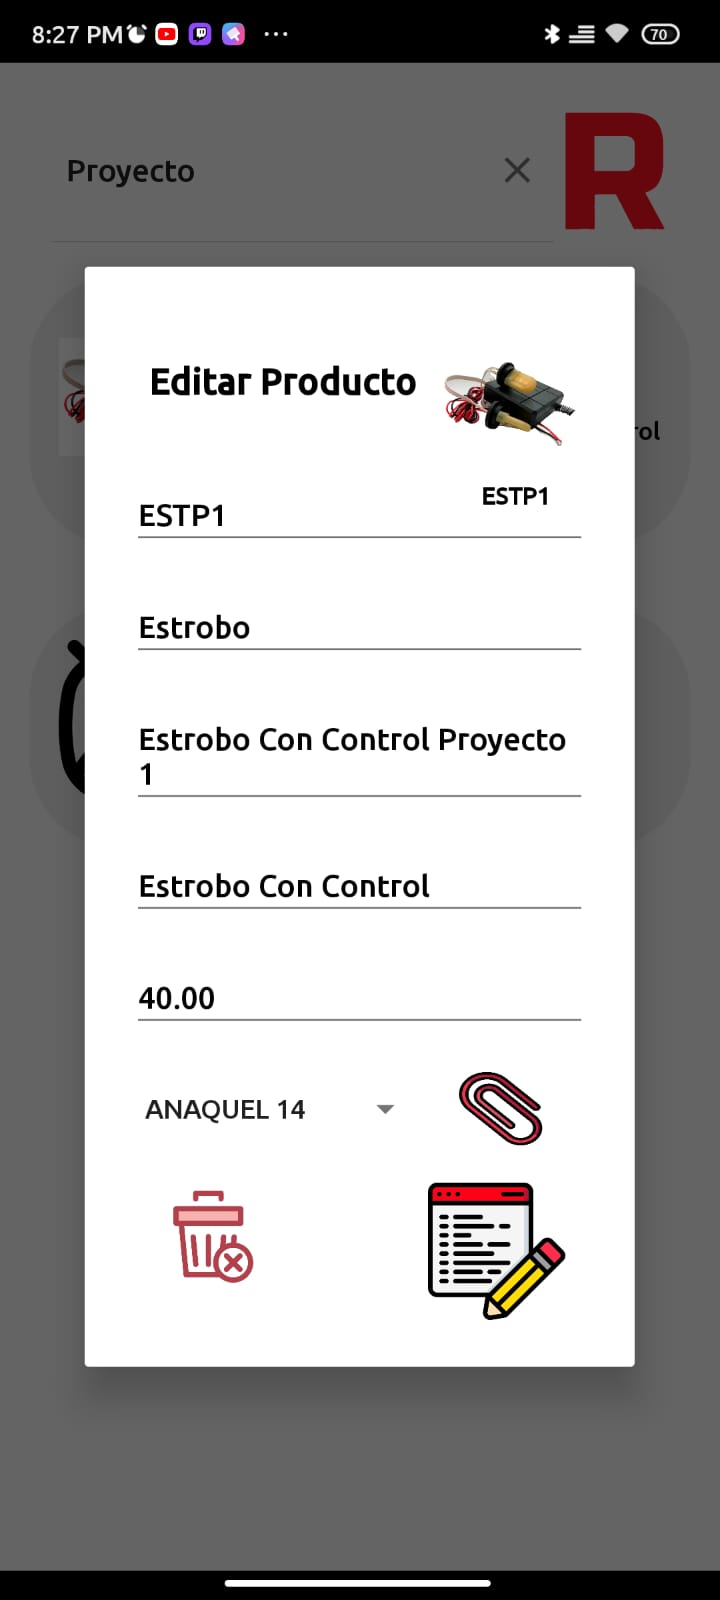 8:27 PM
70
Proyecto
R
Editar Producto
rol
ESTP1
ESTP1
Estrobo
Estrobo Con Control Proyecto
1
Estrobo Con Control
40.00
ANAQUEL 14